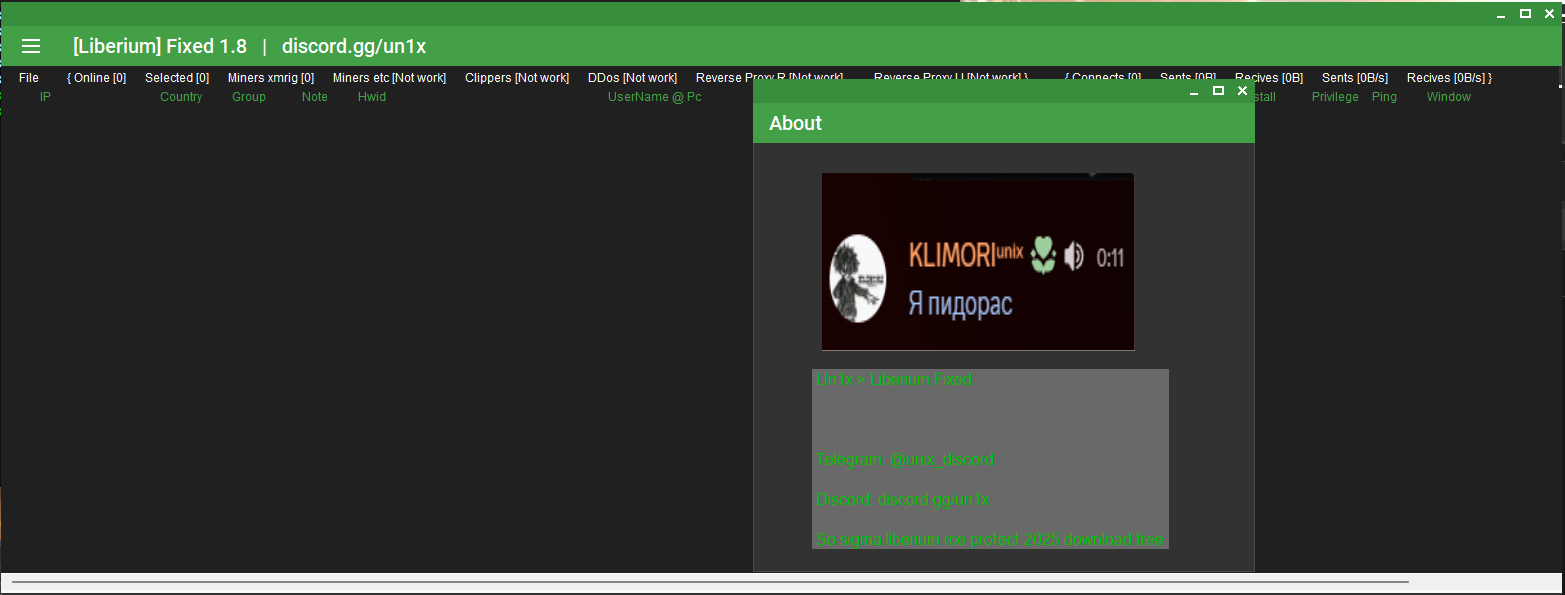 [Liberium] Fixed 1.8 | discord.gg/un1x
File { Online [0] Selected [0] Miners xmrig [0] Miners etc [Not work] Clippers [Not work] DDos [Not work] Reverse Proxy R [Not work] Reverse Proxy U [Not work] } { Connects [0] Sents [0B] Recives [0B] Sents [0B/s] Recives [0B/s] }
IP Country Group Note Hwid UserName @ Pc stall Privilege Ping Window
About
KLIMORI unix 0:11
Я пидорас
Un1x > Liberium Fixed
Telegram: @unix_discord
Discord: discord.gg/un1x
So sigma liberium rce protect 2025 download free